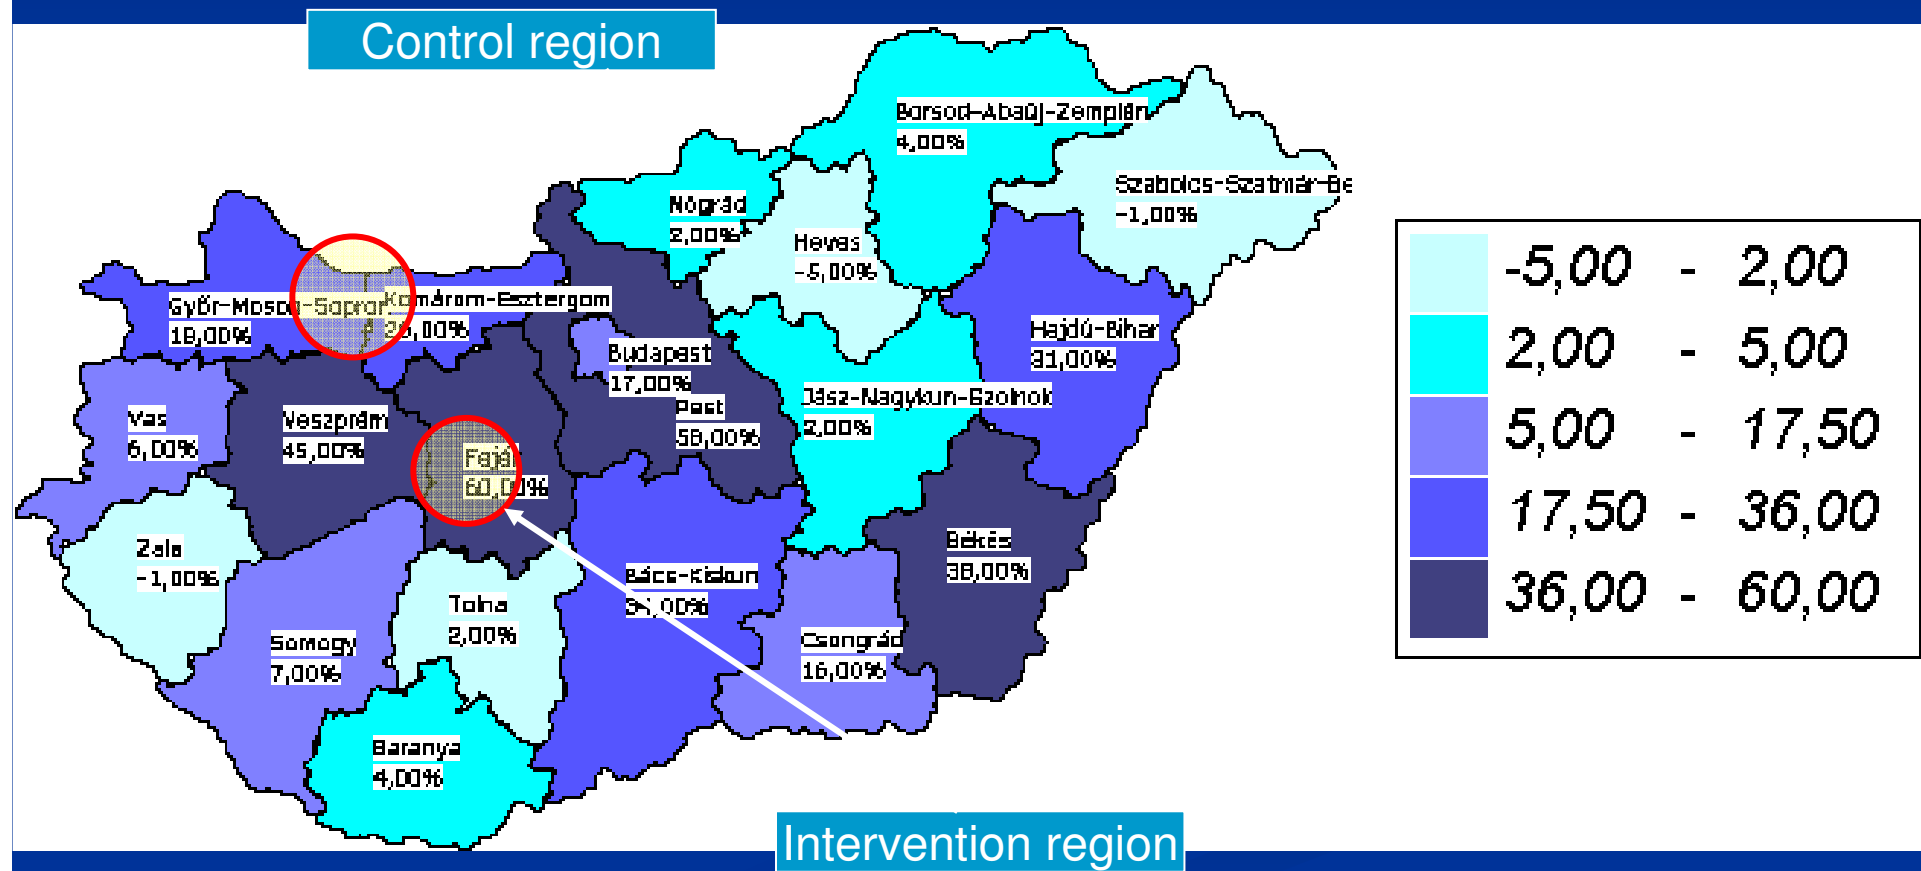 Control region
Borsod-Abaúj-Zemplén
4,00%
Szabolcs-Szatmár-Be
-1,00%
Nógrád
2,00%
Heves
-5,00%
Győr-Moson-Sopron
18,00%
Komárom-Esztergom
Hajdú-Bihar
31,00%
Budapest
17,00%
Pest
58,00%
Jász-Nagykun-Szolnok
2,00%
Vas
6,00%
Veszprém
45,00%
Fejér
60,00%
Zala
-1,00%
Békés
38,00%
Bács-Kiskun
Tolna
2,00%
Somogy
7,00%
Csongrád
16,00%
Baranya
4,00%
-5,00 - 2,00
2,00 - 5,00
5,00 - 17,50
17,50 - 36,00
36,00 - 60,00
Intervention region